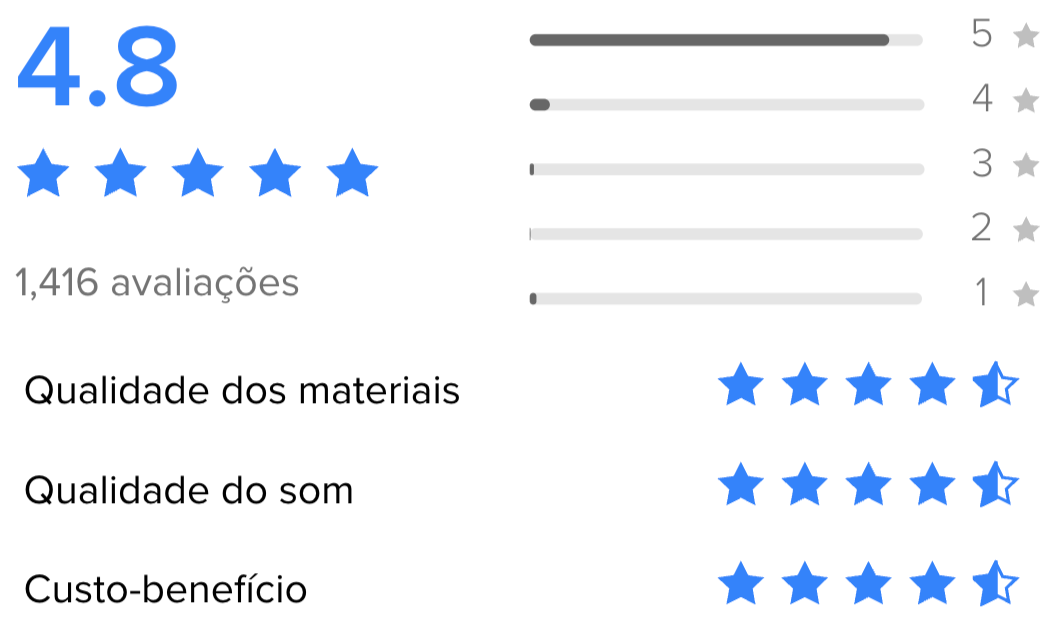 4.8
1,416 avaliações
5
4
3
2
1
Qualidade dos materiais
Qualidade do som
Custo-benefício